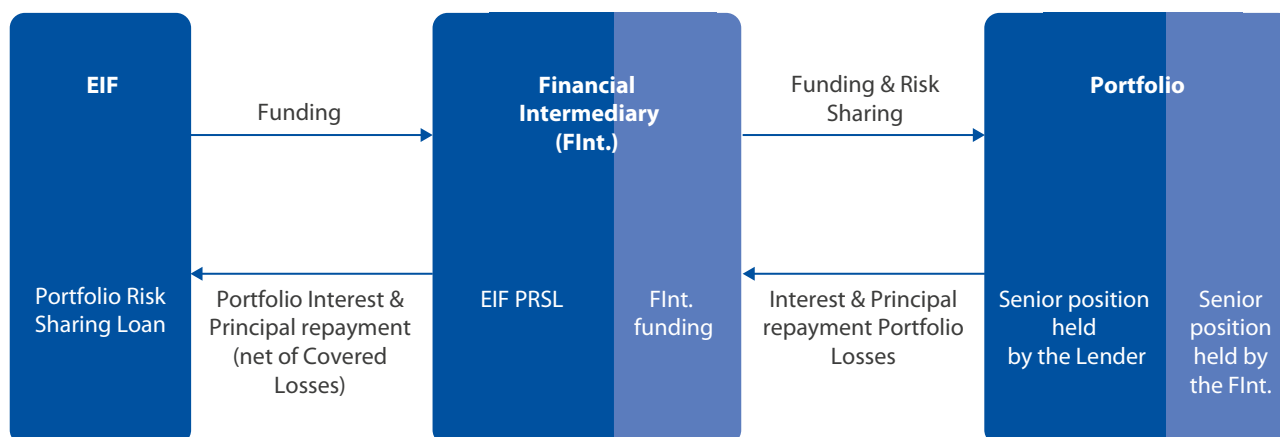 EIF
Funding
Portfolio Risk
Sharing Loan
Portfolio Interest &
Principal repayment
(net of Covered
Losses)
Financial
Intermediary
(FInt.)
EIF PRSL
FInt.
funding
Funding & Risk
Sharing
Interest & Principal
repayment Portfolio
Losses
Portfolio
Senior position
held
by the Lender
Senior
position
held by
the FInt.